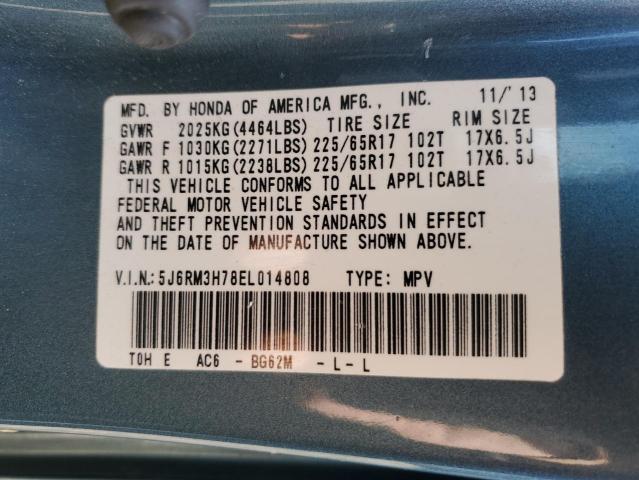 MFD. BY HONDA OF AMERICA MFG., INC. 11/'13
GVWR 2025KG(4464LBS) TIRE SIZE RIM SIZE
GAWR F 1030KG(2271LBS) 225/65R17 102T 17X6.5J
GAWR R 1015KG(2238LBS) 225/65R17 102T 17X6.5J
THIS VEHICLE CONFORMS TO ALL APPLICABLE
FEDERAL MOTOR VEHICLE SAFETY
AND THEFT PREVENTION STANDARDS IN EFFECT
ON THE DATE OF MANUFACTURE SHOWN ABOVE.
V.I.N.: 5J6RM3H78EL014808 TYPE: MPV
T0H E AC6 - BG62M - L - L